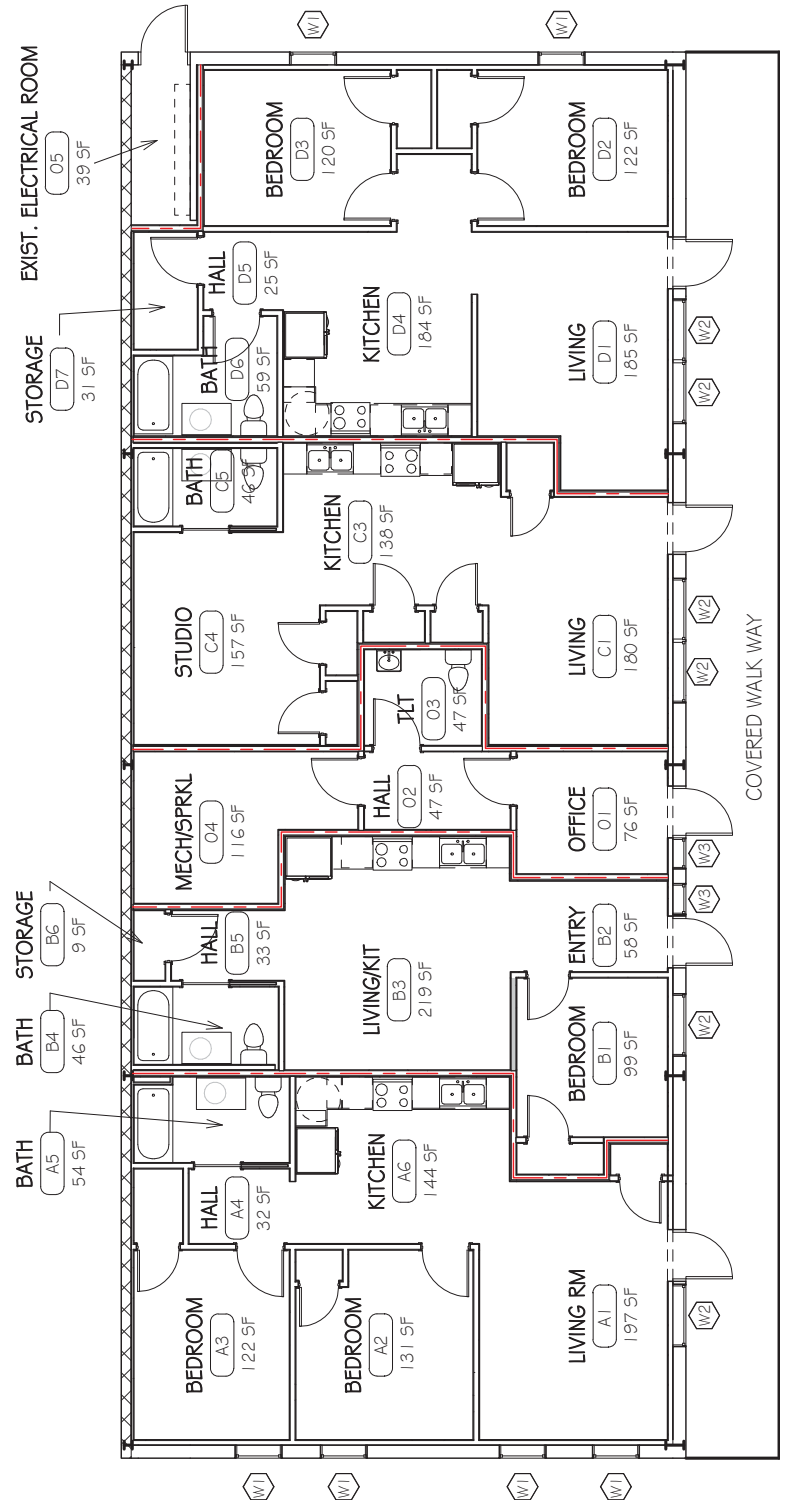 EXIST. ELECTRICAL ROOM
05
39 SF
STORAGE
D7
31 SF
STORAGE
B6
9 SF
BATH
B4
46 SF
BATH
A5
54 SF
W1
W1
BEDROOM
D3
120 SF
BEDROOM
D2
122 SF
HALL
D5
25 SF
BATH
D6
59 SF
KITCHEN
D4
184 SF
LIVING
D1
185 SF
W2
W2
BATH
C5
46 SF
KITCHEN
C3
138 SF
STUDIO
C4
157 SF
LIVING
C1
180 SF
W2
W2
COVERED WALK WAY
TLT
03
47 SF
MECH/SPRKL
04
116 SF
HALL
02
47 SF
OFFICE
01
76 SF
W3
W3
HALL
B5
33 SF
LIVING/KIT
B3
219 SF
ENTRY
B2
58 SF
BEDROOM
B1
99 SF
W2
HALL
A4
32 SF
KITCHEN
A6
144 SF
BEDROOM
A3
122 SF
BEDROOM
A2
131 SF
LIVING RM
A1
197 SF
W2
W1
W1
W1
W1